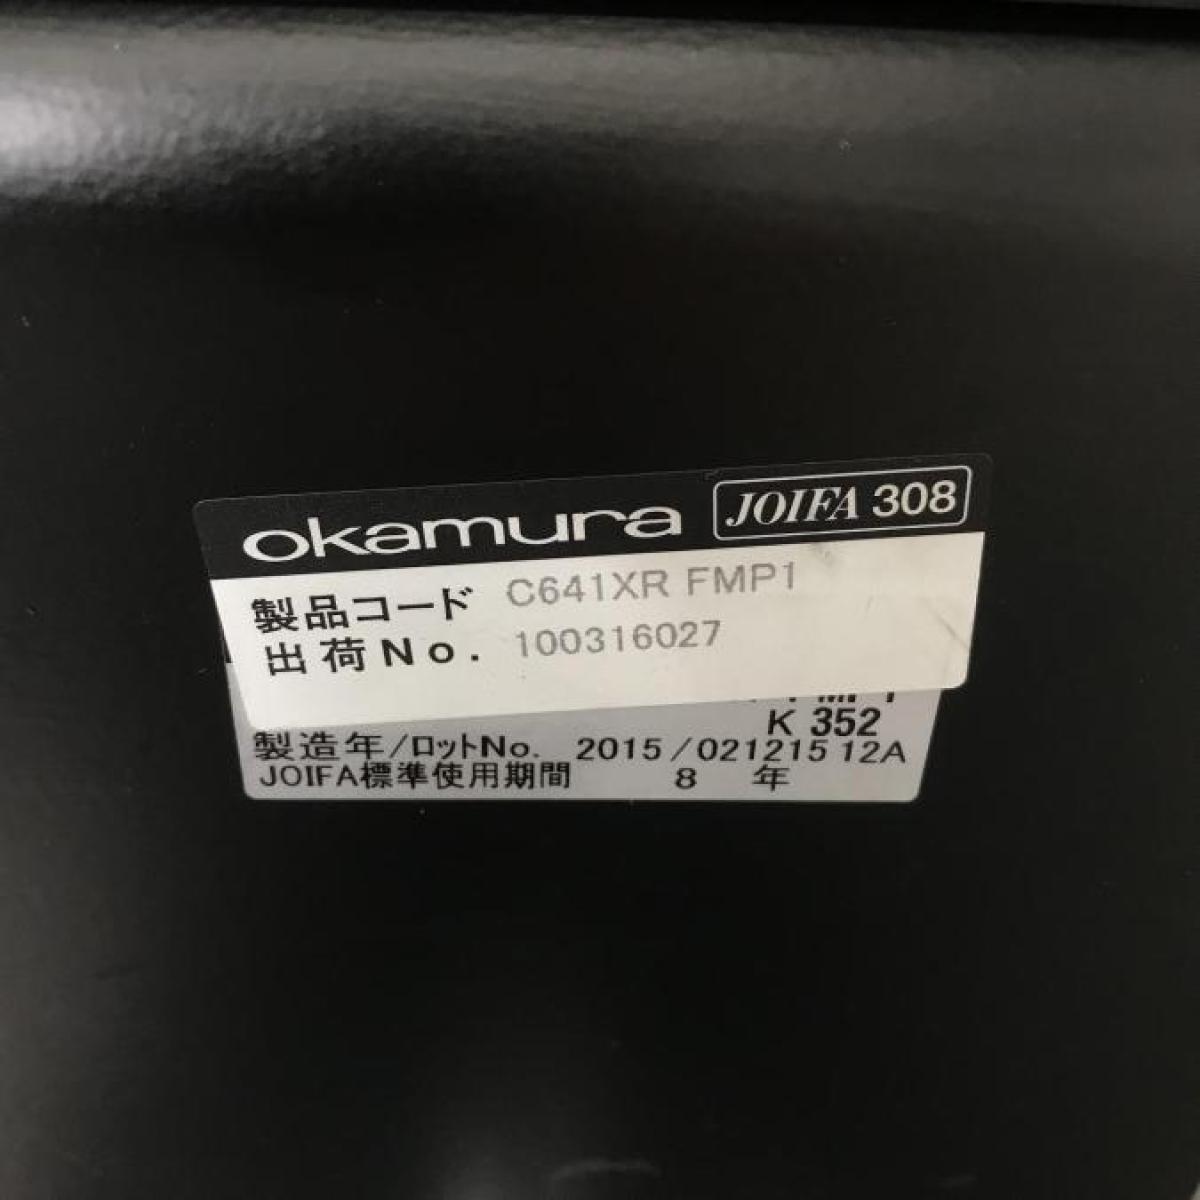 okamura JOIFA 308
製品コード C641XR FMP1
出荷No. 100316027
K 352
製造年/ロットNo. 2015/021215 12A
JOIFA標準使用期間 8 年